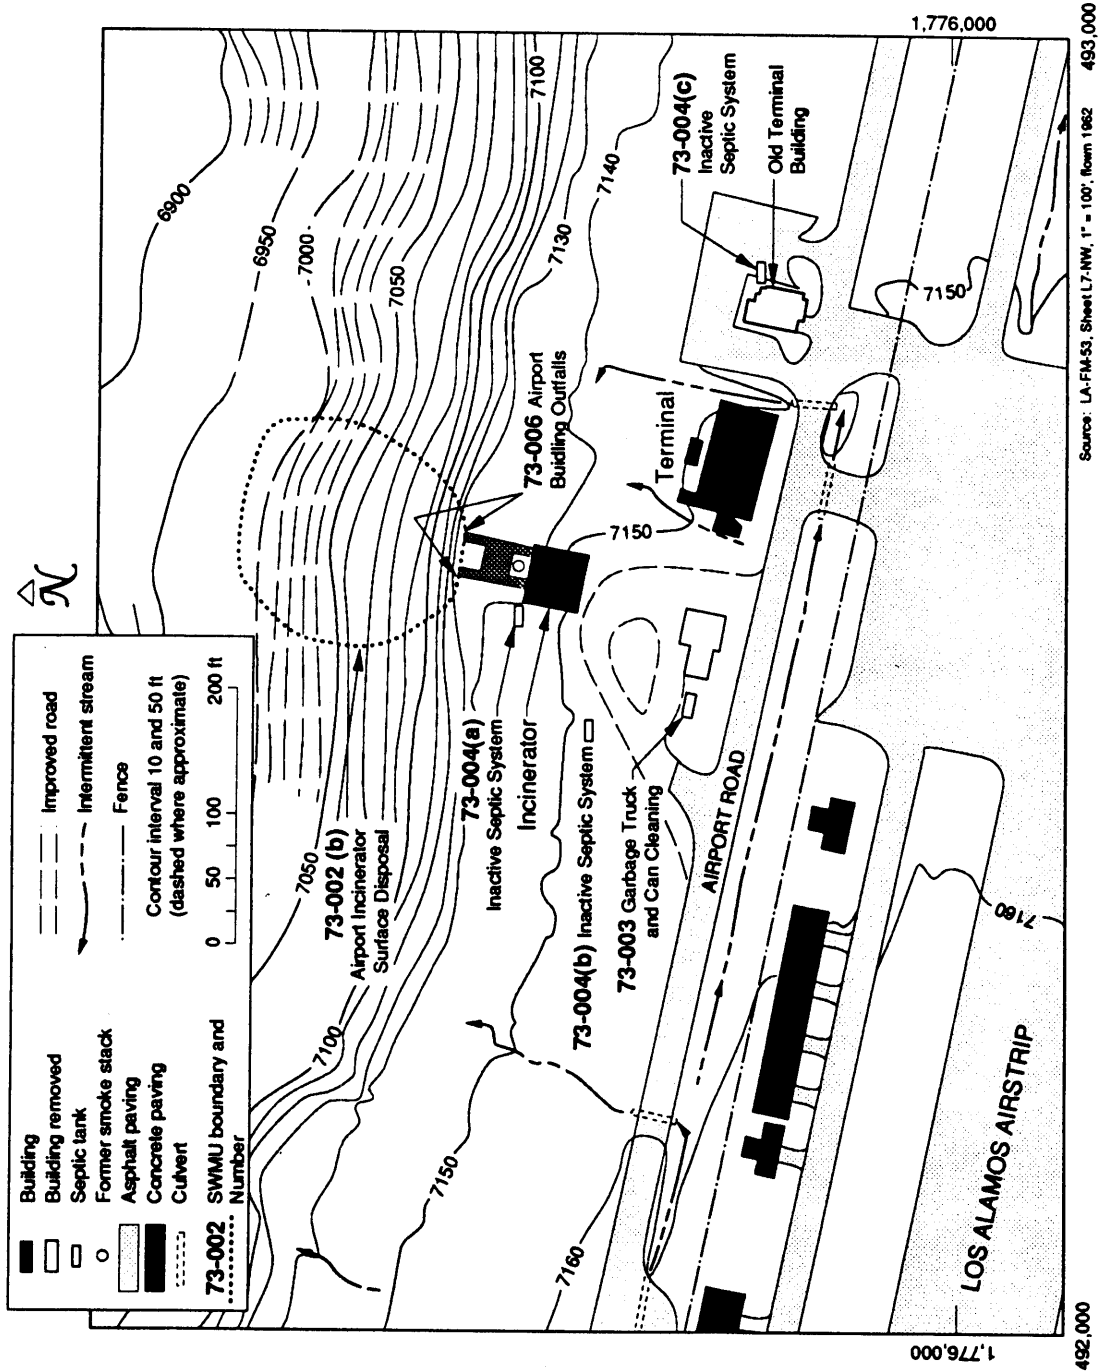 N
Building
Building removed
Septic tank
Former smoke stack
Asphalt paving
Concrete paving
Culvert
73-002 SWMU boundary and
Number
Improved road
Intermittent stream
Fence
Contour interval 10 and 50 ft
(dashed where approximate)
0 50 100 200 ft
6900
6950
7000
7050
7100
7130
7140
7050
7100
73-002 (b)
Airport Incinerator
Surface Disposal
73-006 Airport
Buidling Outfalls
73-004(a)
Inactive Septic System
Incinerator
73-004(b) Inactive Septic System
73-003 Garbage Truck
and Can Cleaning
73-004(c)
Inactive
Septic System
Old Terminal
Building
Terminal
7150
7150
7150
7160
7160
AIRPORT ROAD
LOS ALAMOS AIRSTRIP
1,776,000
1,776,000
492,000
493,000
Source: LA-FM-53, Sheet L7-NW, 1" = 100', flown 1962